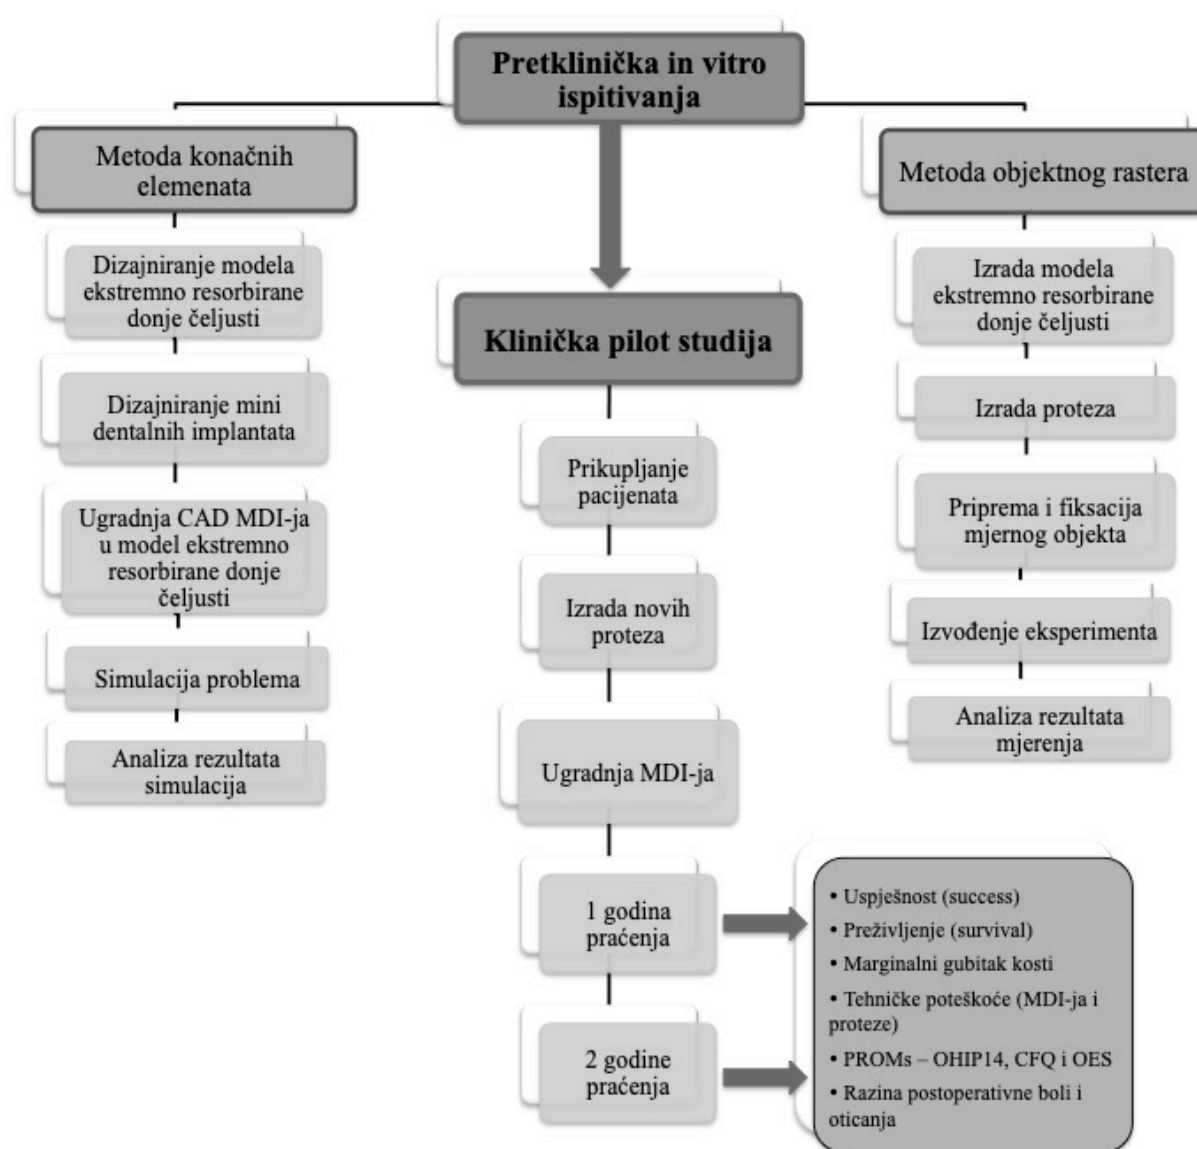 Pretklinička in vitro
ispitivanja
Metoda konačnih
elemenata
Dizajniranje modela
ekstremno resorbirane
donje čeljusti
Dizajniranje mini
dentalnih implantata
Ugradnja CAD MDI-ja
u model ekstremno
resorbirane donje
čeljusti
Simulacija problema
Analiza rezultata
simulacija
Klinička pilot studija
Prikupljanje
pacijenata
Izrada novih
proteza
Ugradnja MDI-ja
1 godina
praćenja
2 godine
praćenja
• Uspješnost (success)
• Preživljenje (survival)
• Marginalni gubitak kosti
• Tehničke poteškoće (MDI-ja i
proteze)
• PROMs – OHIP14, CFQ i OES
• Razina postoperativne boli i
oticanja
Metoda objektnog rastera
Izrada modela
ekstremno resorbirane
donje čeljusti
Izrada proteza
Priprema i fiksacija
mjernog objekta
Izvođenje eksperimenta
Analiza rezultata
mjerenja